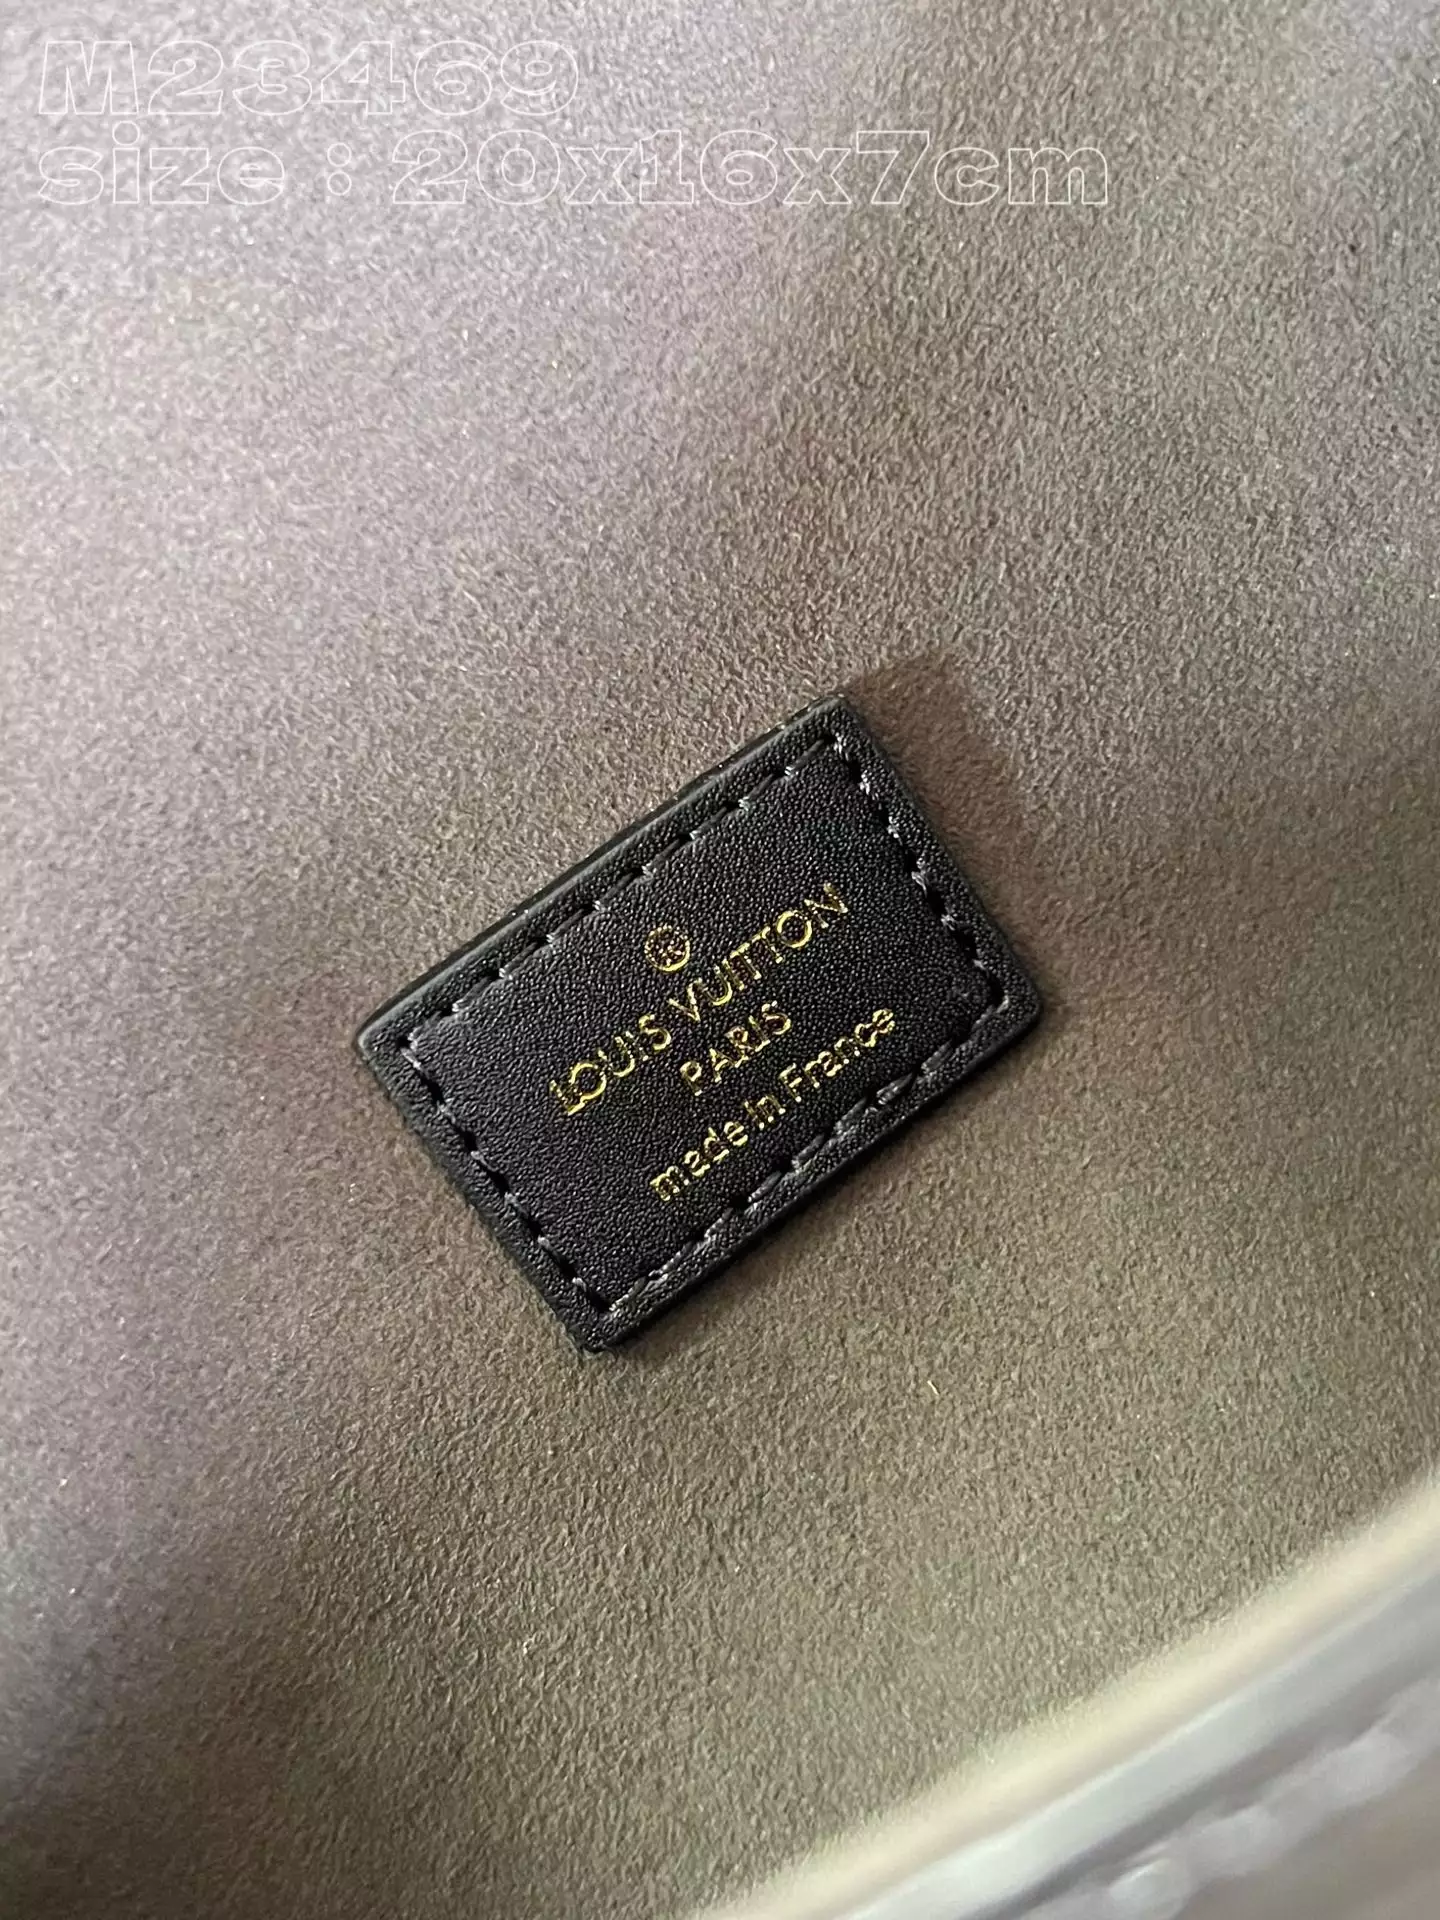 M23469
size : 20x16x7cm
LOUIS VUITTON
PARIS
made in France